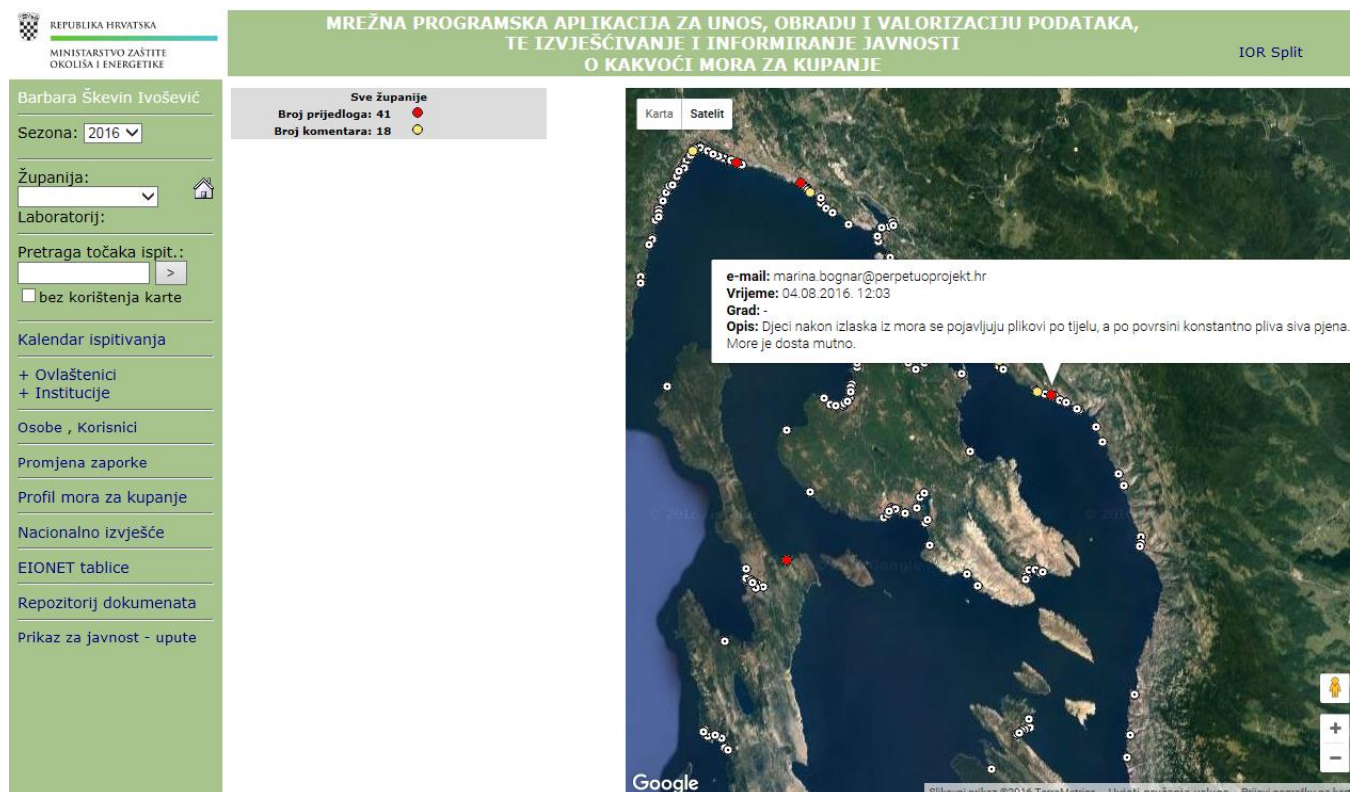 REPUBLIKA HRVATSKA
MINISTARSTVO ZAŠTITE
OKOLIŠA I ENERGETIKE
MREŽNA PROGRAMSKA APLIKACIJA ZA UNOS, OBRADU I VALORIZACIJU PODATAKA,
TE IZVJEŠĆIVANJE I INFORMIRANJE JAVNOSTI
O KAKVOĆI MORA ZA KUPANJE
IOR Split
Barbara Škevin Ivošević
Sezona: 2016
Županija:
Laboratorij:
Pretraga točaka ispit.:
>
bez korištenja karte
Kalendar ispitivanja
+ Ovlaštenici
+ Institucije
Osobe , Korisnici
Promjena zaporke
Profil mora za kupanje
Nacionalno izvješće
EIONET tablice
Repozitorij dokumenata
Prikaz za javnost - upute
Sve županije
Broj prijedloga: 41
Broj komentara: 18
Karta Satelit
e-mail: marina.bognar@perpetuoprojekt.hr
Vrijeme: 04.08.2016. 12:03
Grad: -
Opis: Djeci nakon izlaska iz mora se pojavljuju plikovi po tijelu, a po povrsini konstantno pliva siva pjena.
More je dosta mutno.
+
−
Google